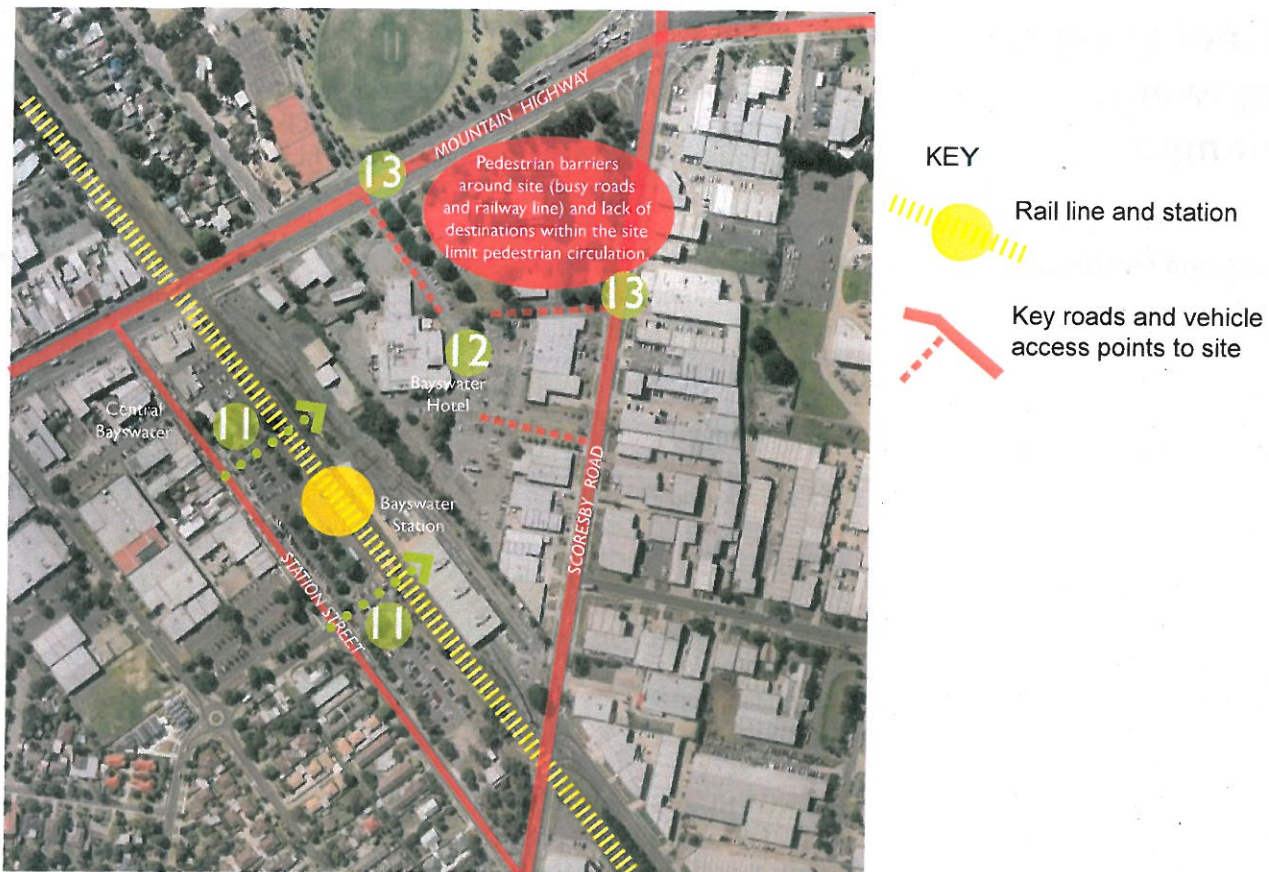 MOUNTAIN HIGHWAY
13
Pedestrian barriers
around site (busy roads
and railway line) and lack of
destinations within the site
limit pedestrian circulation.
13
12
Bayswater
Hotel
Central
Bayswater
11
Bayswater
Station
SCORESBY ROAD
STATION STREET
11
KEY
Rail line and station
Key roads and vehicle
access points to site